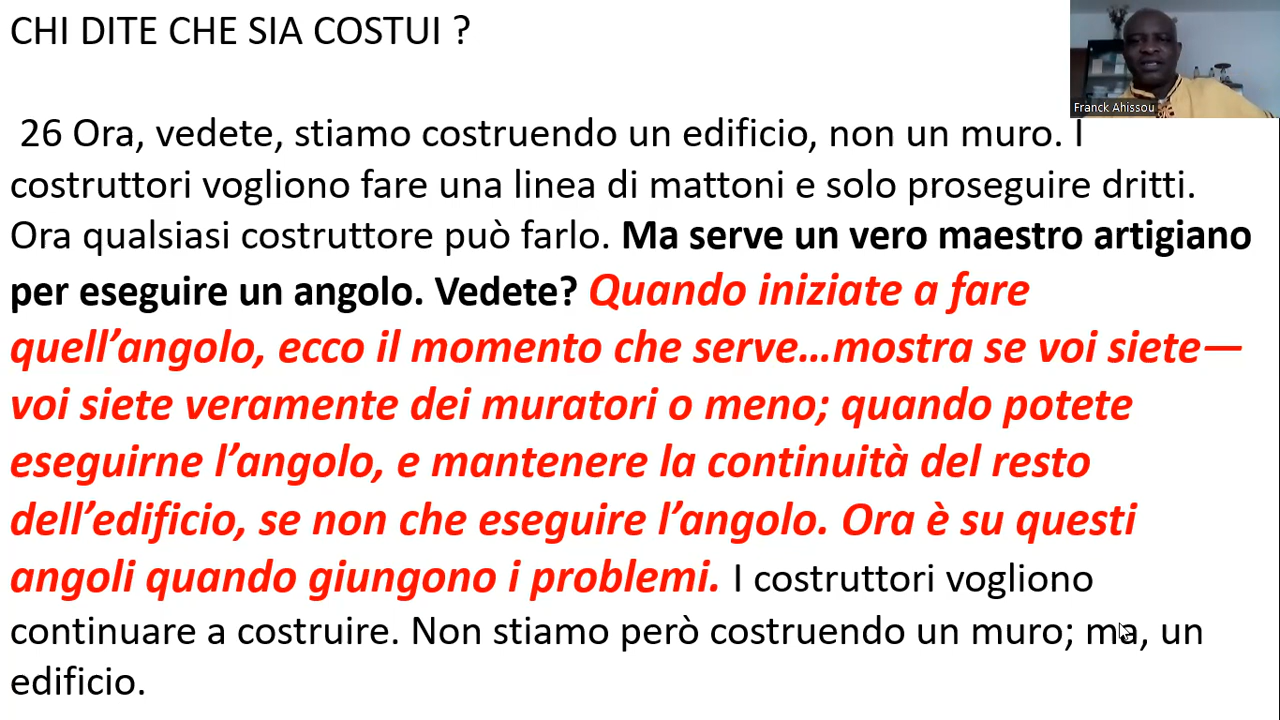 CHI DITE CHE SIA COSTUI ?
Franck Ahissou
26 Ora, vedete, stiamo costruendo un edificio, non un muro. I
costruttori vogliono fare una linea di mattoni e solo proseguire dritti.
Ora qualsiasi costruttore può farlo. Ma serve un vero maestro artigiano
per eseguire un angolo. Vedete? Quando iniziate a fare
quell’angolo, ecco il momento che serve…mostra se voi siete—
voi siete veramente dei muratori o meno; quando potete
eseguirne l’angolo, e mantenere la continuità del resto
dell’edificio, se non che eseguire l’angolo. Ora è su questi
angoli quando giungono i problemi. I costruttori vogliono
continuare a costruire. Non stiamo però costruendo un muro; ma, un
edificio.